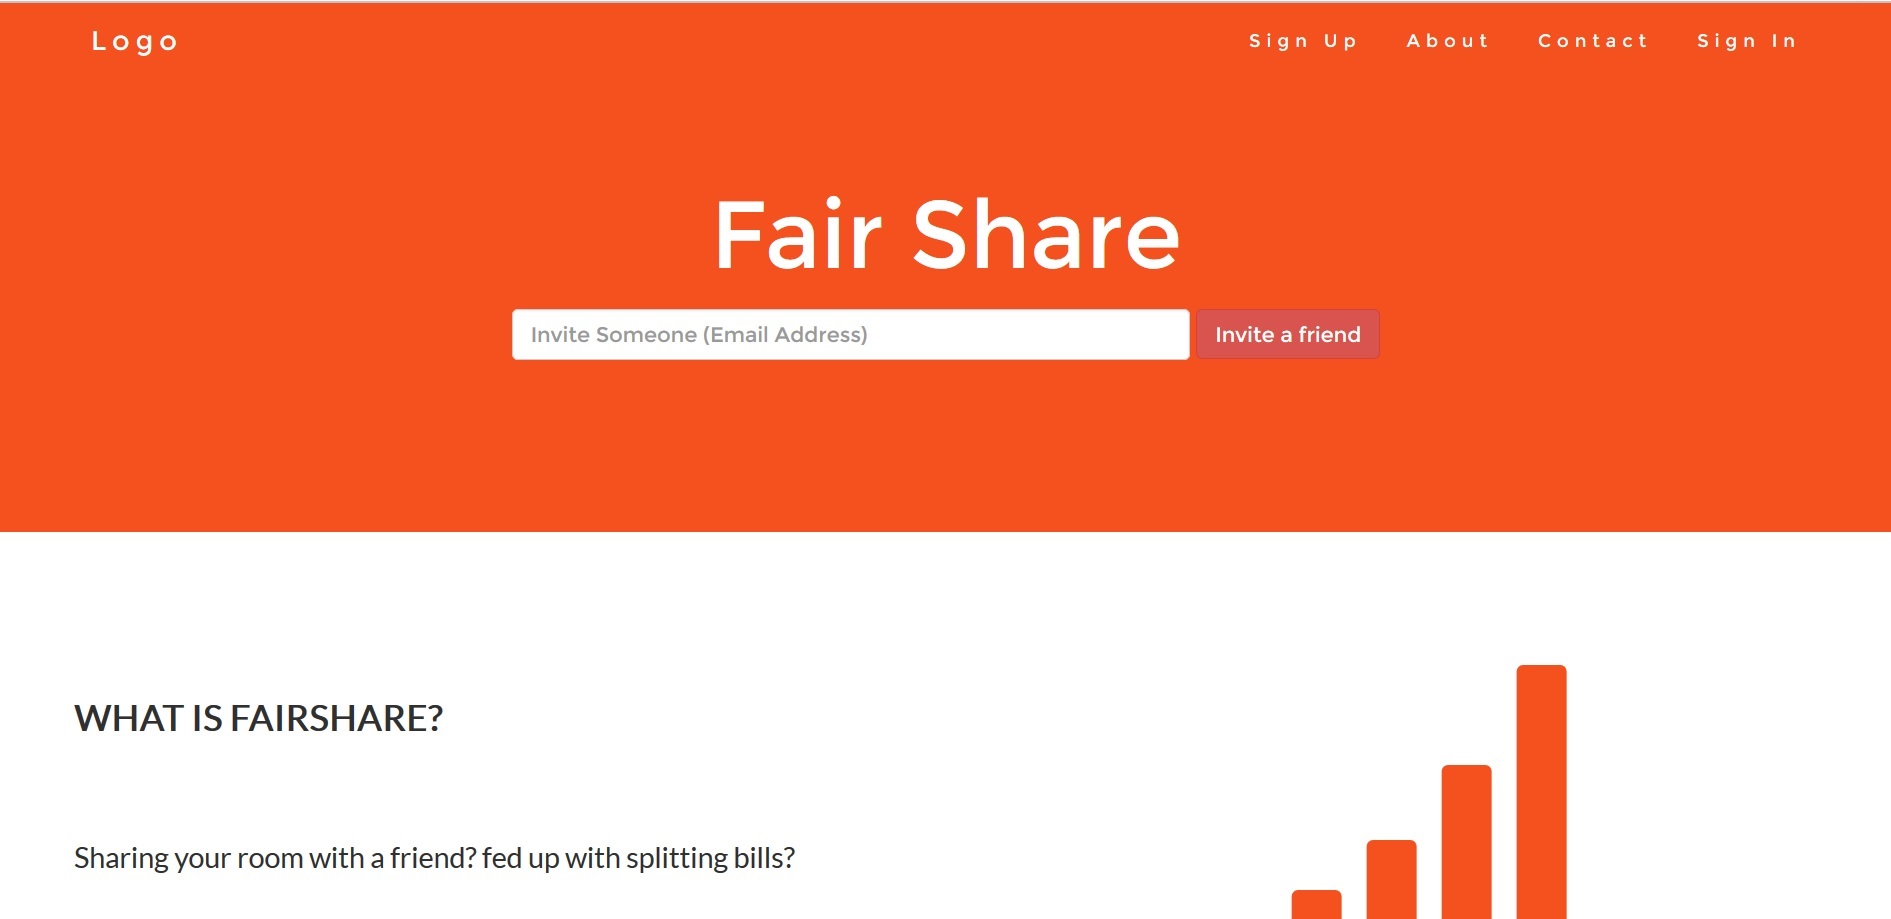 Logo
Sign Up About Contact Sign In
Fair Share
Invite Someone (Email Address) Invite a friend
WHAT IS FAIRSHARE?
Sharing your room with a friend? fed up with splitting bills?